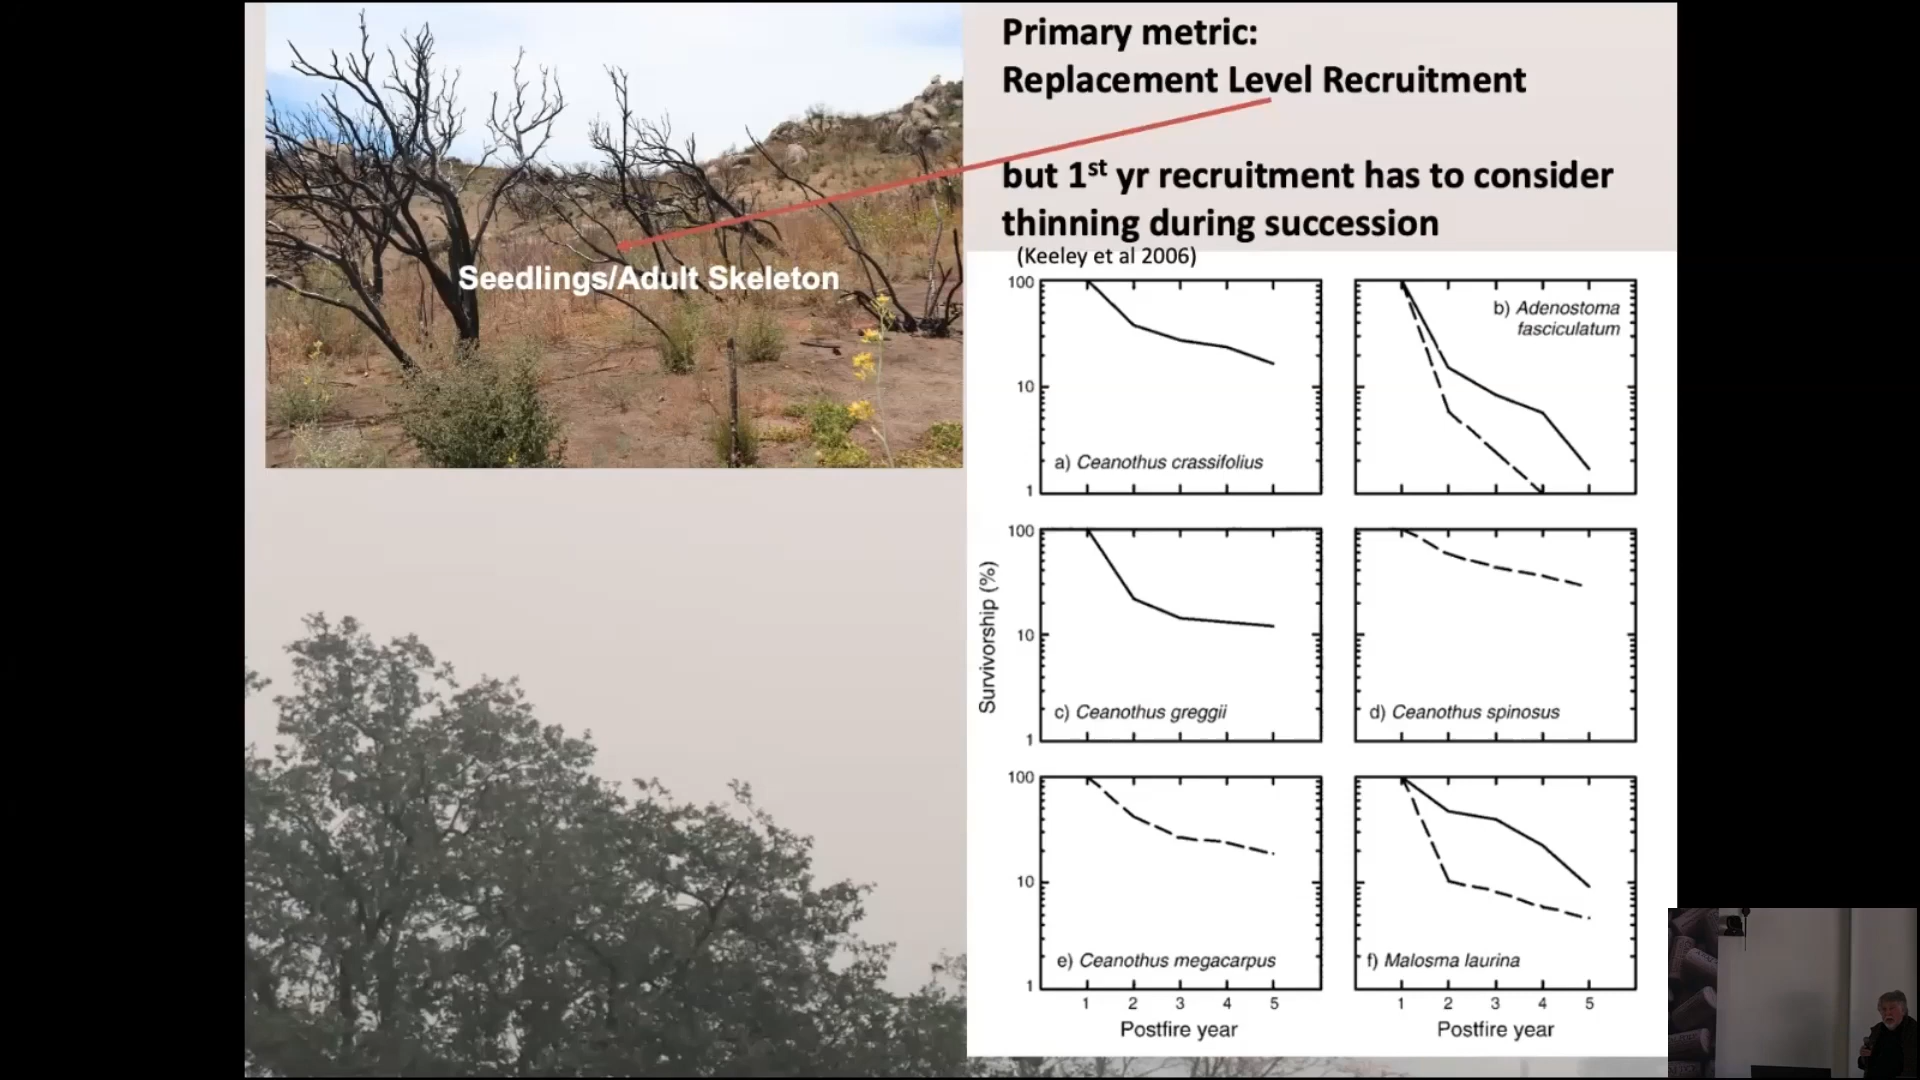 Primary metric:
Replacement Level Recruitment
but 1st yr recruitment has to consider
thinning during succession
(Keeley et al 2006)
Seedlings/Adult Skeleton
Survivorship (%)
100
10
1
a) Ceanothus crassifolius
b) Adenostoma
fasciculatum
100
10
1
c) Ceanothus greggii
d) Ceanothus spinosus
100
10
1
e) Ceanothus megacarpus
f) Malosma laurina
1 2 3 4 5
1 2 3 4 5
Postfire year
Postfire year